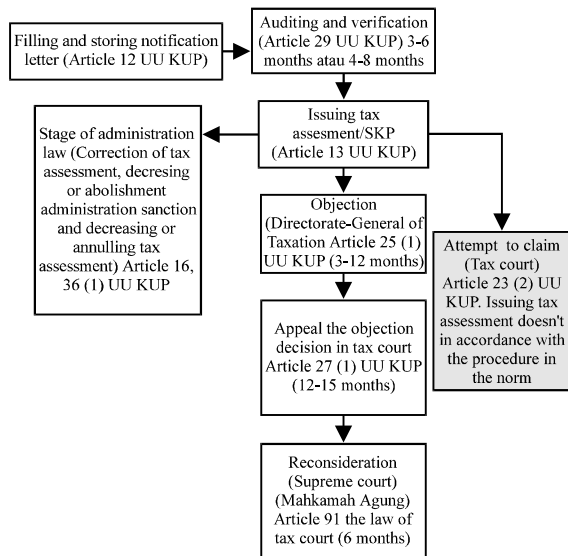 Filling and storing notification
letter (Article 12 UU KUP)
Auditing and verification
(Article 29 UU KUP) 3-6
months atau 4-8 months
Issuing tax
assesment/SKP
(Article 13 UU KUP)
Stage of administration
law (Correction of tax
assessment, decresing
or abolishment
administration sanction
and decreasing or
annulling tax
assessment) Article 16,
36 (1) UU KUP
Objection
(Directorate-General of
Taxation Article 25 (1)
UU KUP (3-12 months)
Attempt to claim
(Tax court)
Article 23 (2) UU
KUP. Issuing tax
assessment doesn't
in accordance with
the procedure in
the norm
Appeal the objection
decision in tax court
Article 27 (1) UU KUP
(12-15 months)
Reconsideration
(Supreme court)
(Mahkamah Agung)
Article 91 the law of
tax court (6 months)